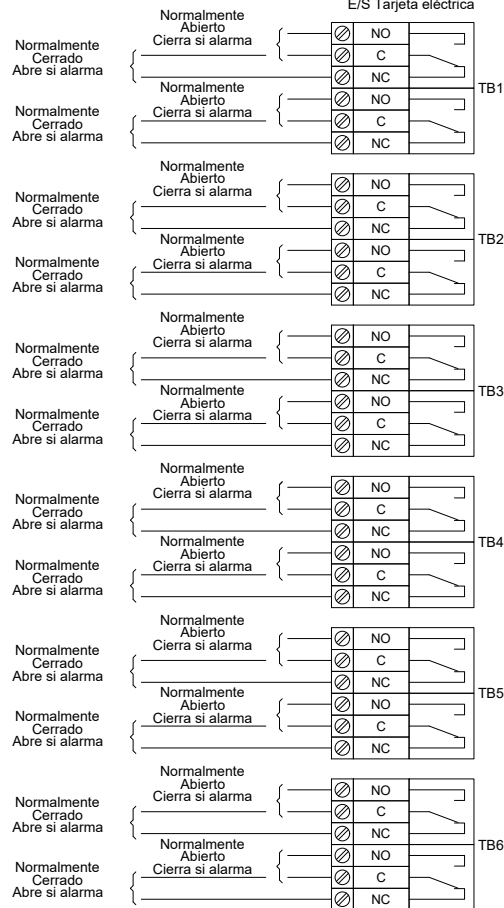 E/S Tarjeta eléctrica
Normalmente
Abierto
Cierra si alarma
Normalmente
Cerrado
Abre si alarma
NO
C
NC
Normalmente
Abierto
Cierra si alarma
Normalmente
Cerrado
Abre si alarma
NO
C
NC
TB1
Normalmente
Abierto
Cierra si alarma
Normalmente
Cerrado
Abre si alarma
NO
C
NC
Normalmente
Abierto
Cierra si alarma
Normalmente
Cerrado
Abre si alarma
NO
C
NC
TB2
Normalmente
Abierto
Cierra si alarma
Normalmente
Cerrado
Abre si alarma
NO
C
NC
Normalmente
Abierto
Cierra si alarma
Normalmente
Cerrado
Abre si alarma
NO
C
NC
TB3
Normalmente
Abierto
Cierra si alarma
Normalmente
Cerrado
Abre si alarma
NO
C
NC
Normalmente
Abierto
Cierra si alarma
Normalmente
Cerrado
Abre si alarma
NO
C
NC
TB4
Normalmente
Abierto
Cierra si alarma
Normalmente
Cerrado
Abre si alarma
NO
C
NC
Normalmente
Abierto
Cierra si alarma
Normalmente
Cerrado
Abre si alarma
NO
C
NC
TB5
Normalmente
Abierto
Cierra si alarma
Normalmente
Cerrado
Abre si alarma
NO
C
NC
Normalmente
Abierto
Cierra si alarma
Normalmente
Cerrado
Abre si alarma
NO
C
NC
TB6